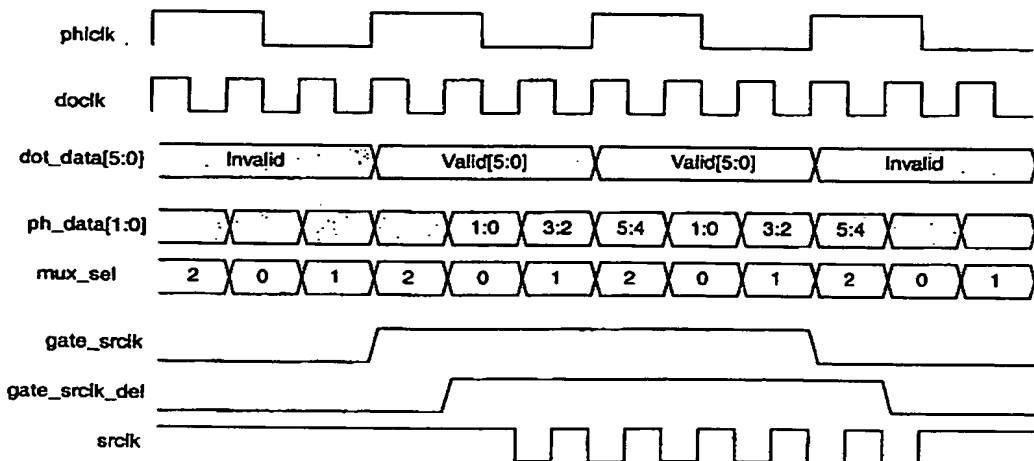 phiclk
doclk
dot_data[5:0] Invalid Valid[5:0] Valid[5:0] Invalid
ph_data[1:0] 1:0 3:2 5:4 1:0 3:2 5:4
mux_sel 2 0 1 2 0 1 2 0 1 2 0 1
gate_srclk
gate_srclk_del
srclk